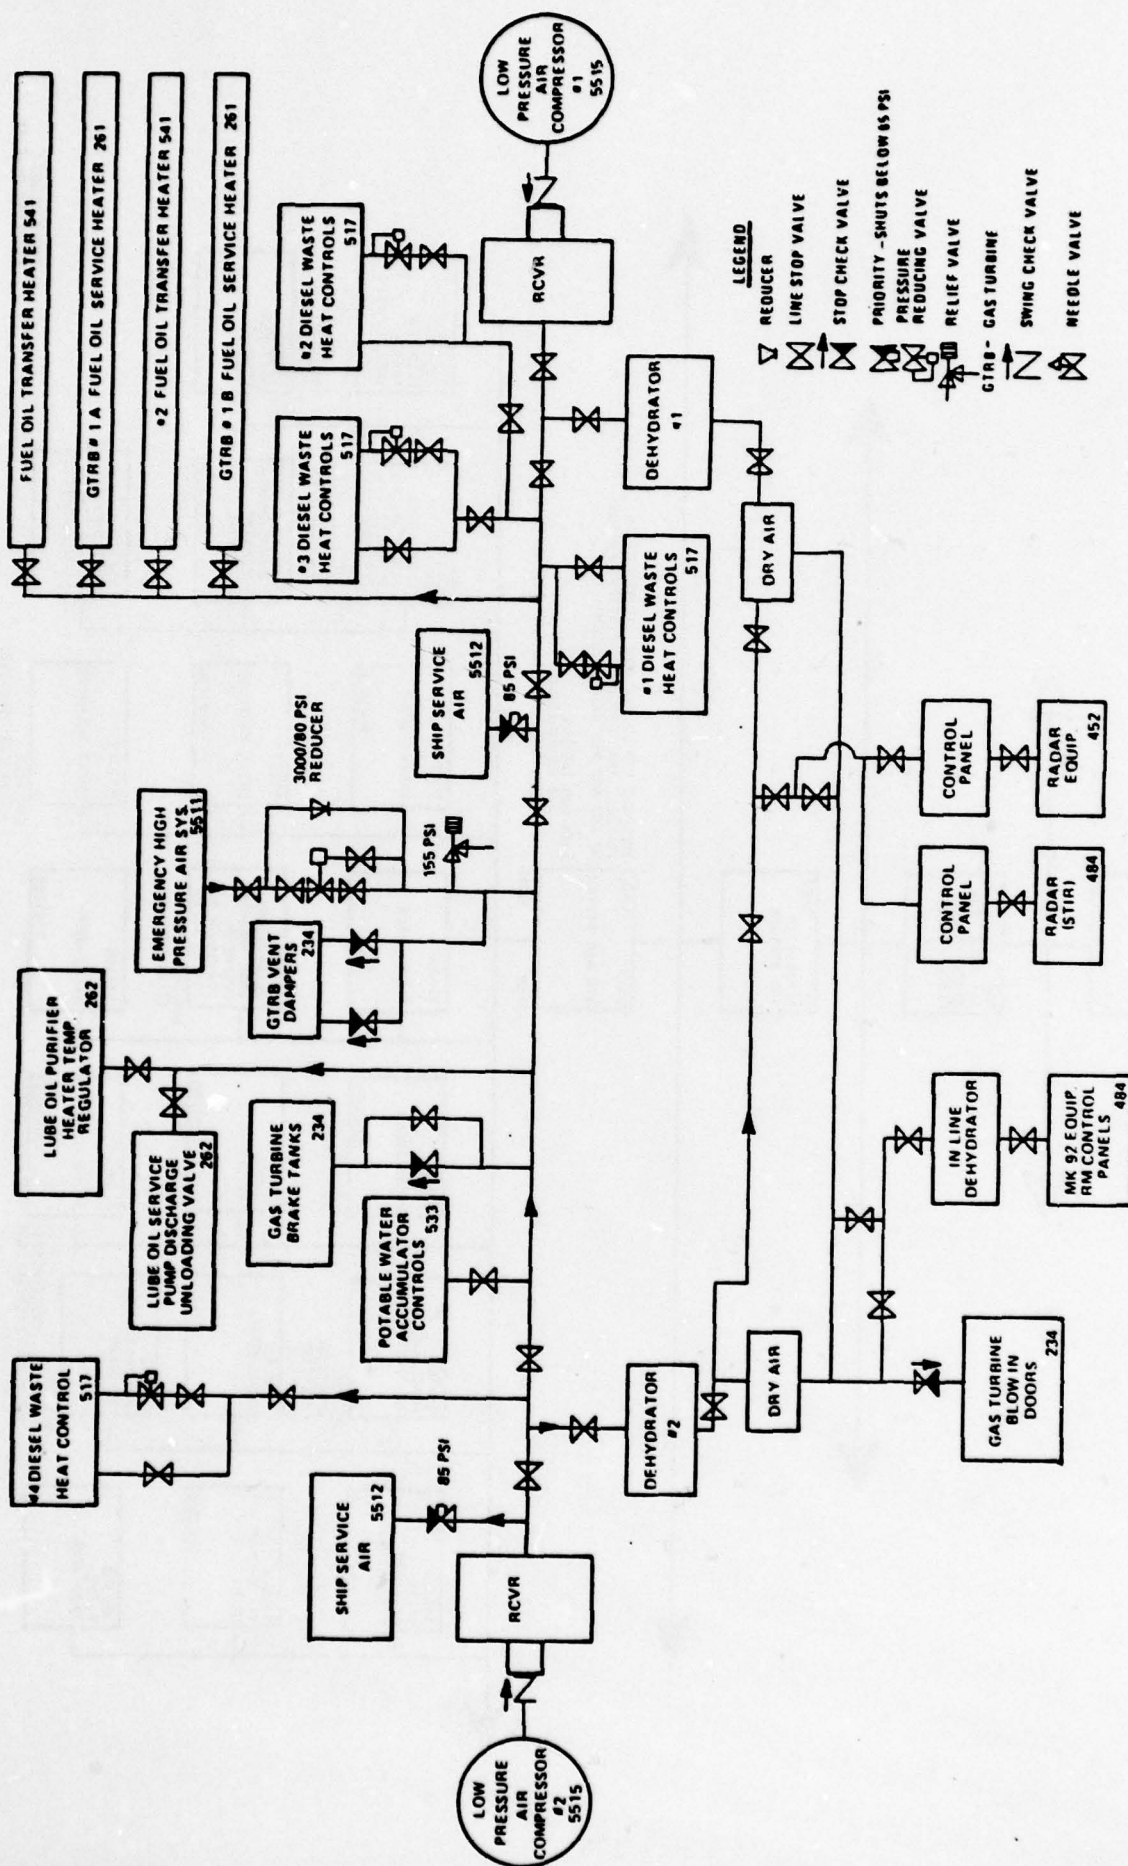 FUEL OIL TRANSFER HEATER 541
GTRB# 1A FUEL OIL SERVICE HEATER 261
#2 FUEL OIL TRANSFER HEATER 541
GTRB # 1B FUEL OIL SERVICE HEATER 261
LOW
PRESSURE
AIR
COMPRESSOR
#1
5515
#2 DIESEL WASTE
HEAT CONTROLS
517
RCVR
#3 DIESEL WASTE
HEAT CONTROLS
517
DEHYDRATOR
#1
#1 DIESEL WASTE
HEAT CONTROLS
517
DRY AIR
SHIP SERVICE
AIR
5512
85 PSI
3000/80 PSI
REDUCER
EMERGENCY HIGH
PRESSURE AIR SYS.
5511
155 PSI
GTRB VENT
DAMPERS
234
LUBE OIL PURIFIER
HEATER TEMP.
REGULATOR
262
LUBE OIL SERVICE
PUMP DISCHARGE
UNLOADING VALVE
262
GAS TURBINE
BRAKE TANKS
234
POTABLE WATER
ACCUMULATOR
CONTROLS
533
#4 DIESEL WASTE
HEAT CONTROL
517
SHIP SERVICE
AIR
5512
85 PSI
RCVR
LOW
PRESSURE
AIR
COMPRESSOR
#2
5515
DEHYDRATOR
#2
DRY AIR
GAS TURBINE
BLOW IN
DOORS
234
IN LINE
DEHYDRATOR
MK 92 EQUIP.
RM CONTROL
PANELS
484
CONTROL
PANEL
RADAR
(STIR)
484
CONTROL
PANEL
RADAR
EQUIP.
452
LEGEND
REDUCER
LINE STOP VALVE
STOP CHECK VALVE
PRIORITY - SHUTS BELOW 85 PSI
PRESSURE
REDUCING VALVE
RELIEF VALVE
GTRB - GAS TURBINE
SWING CHECK VALVE
NEEDLE VALVE